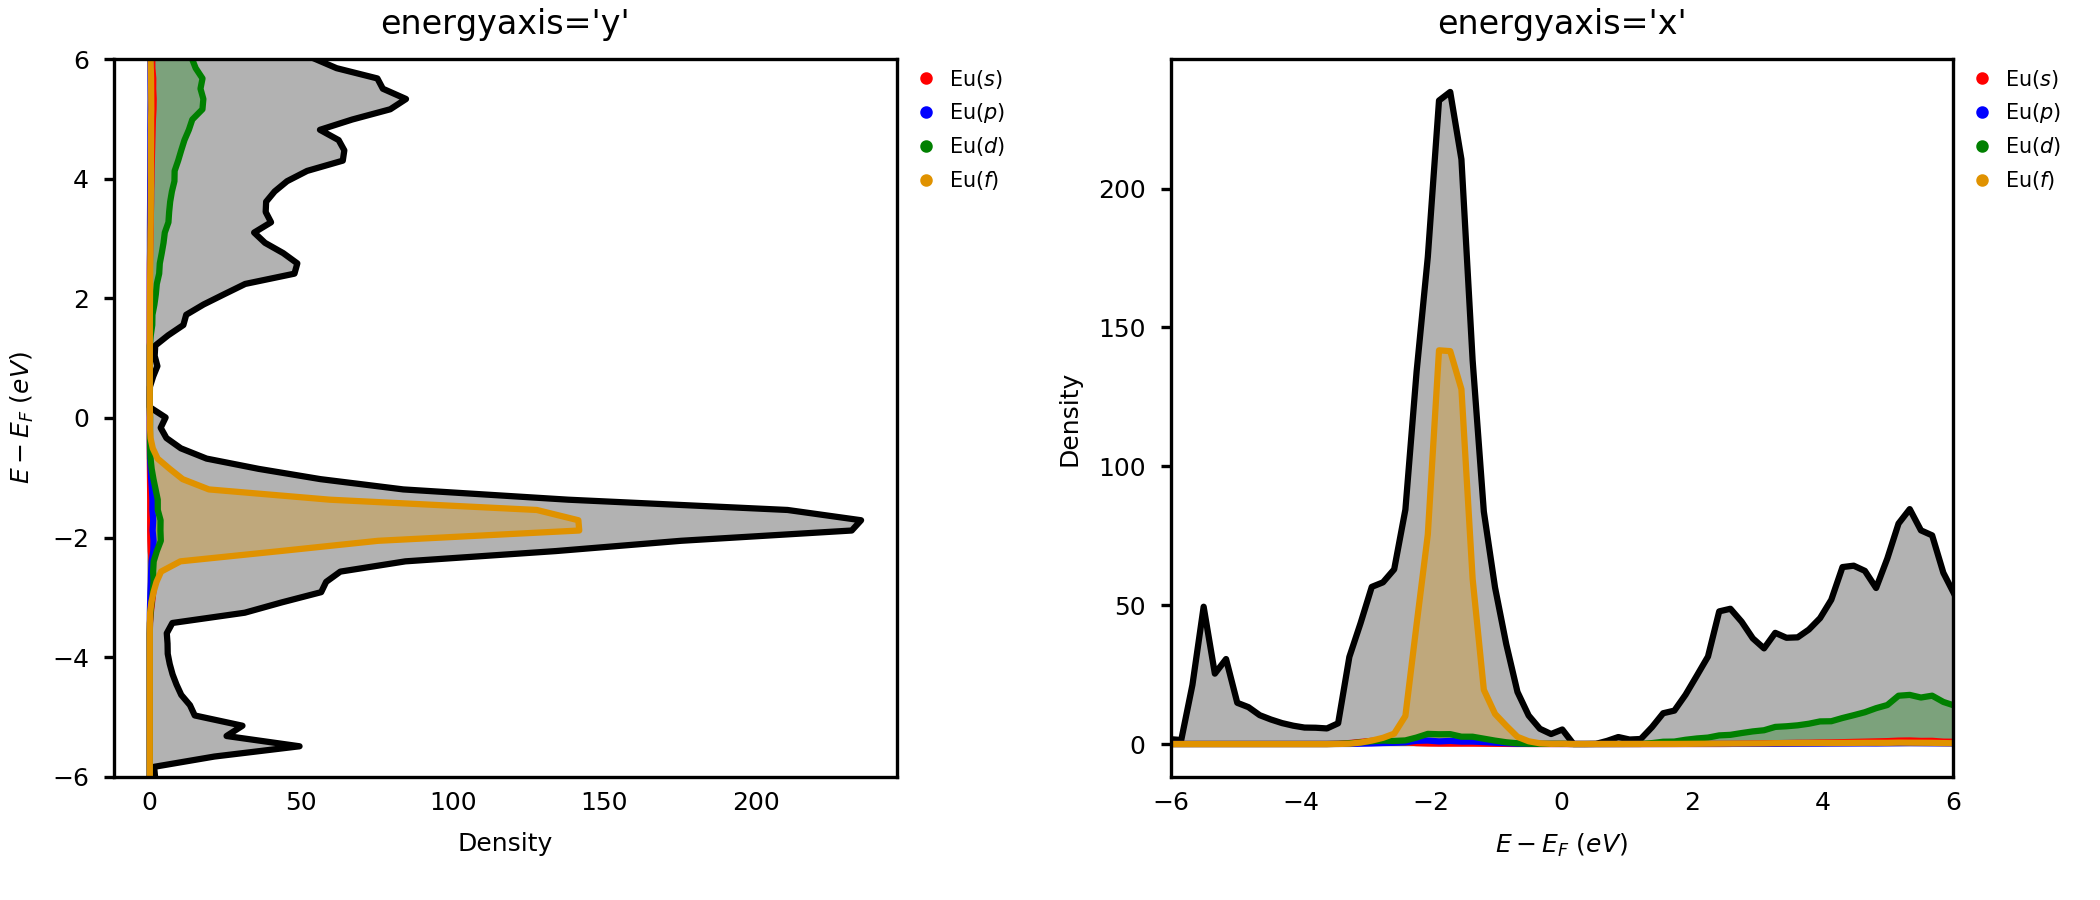 energyaxis='y'
6
4
2
0
−2
−4
−6
E − E_F (eV)
0
50
100
150
200
Density
Eu(s)
Eu(p)
Eu(d)
Eu(f)
energyaxis='x'
200
150
100
50
0
Density
−6
−4
−2
0
2
4
6
E − E_F (eV)
Eu(s)
Eu(p)
Eu(d)
Eu(f)